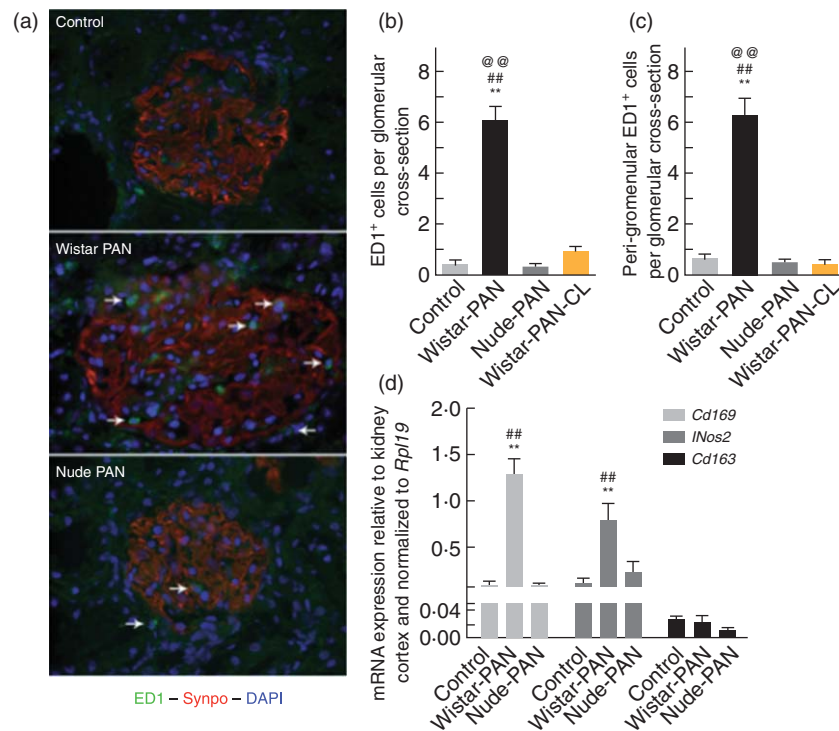 (a)
Control
Wistar PAN
Nude PAN
ED1 – Synpo – DAPI
(b)
ED1+ cells per glomerular
cross-section
8
6
4
2
0
@ @
##
**
Control
Wistar-PAN
Nude-PAN
Wistar-PAN-CL
(c)
Peri-gromenular ED1+ cells
per glomerular cross-section
8
6
4
2
0
@ @
##
**
Control
Wistar-PAN
Nude-PAN
Wistar-PAN-CL
(d)
mRNA expression relative to kidney
cortex and normalized to Rpl19
2·0
1·5
1·0
0·5
0·04
0·00
##
**
##
**
Cd169
INos2
Cd163
Control
Wistar-PAN
Nude-PAN
Control
Wistar-PAN
Nude-PAN
Control
Wistar-PAN
Nude-PAN